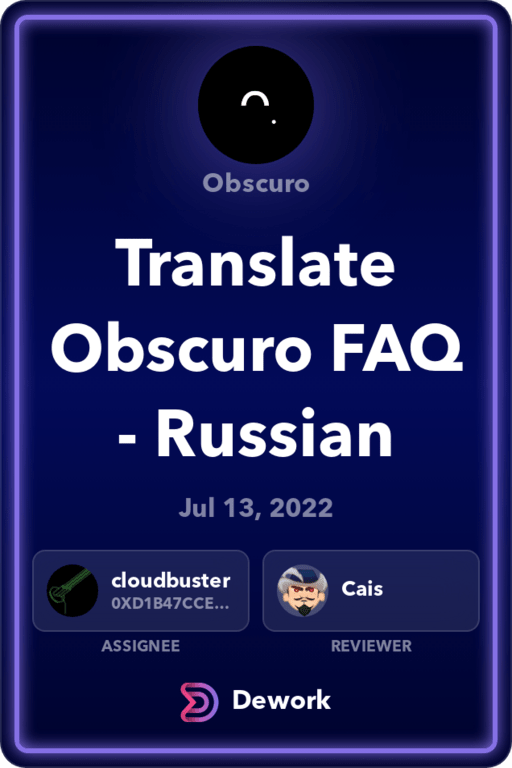 Obscuro
Translate
Obscuro FAQ
- Russian
Jul 13, 2022
cloudbuster
0XD1B47CCE...
Cais
ASSIGNEE
REVIEWER
Dework